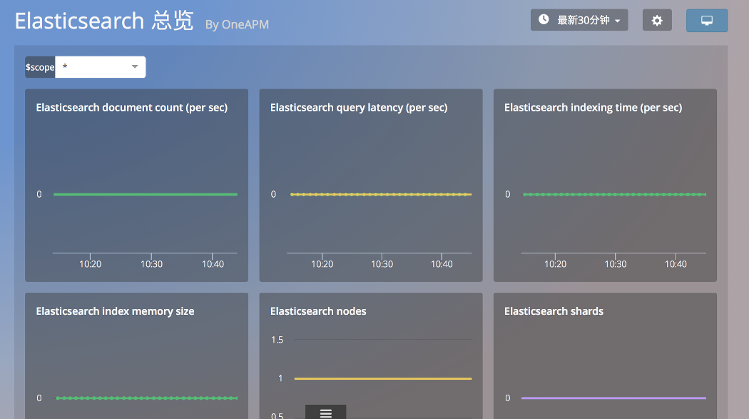 Elasticsearch 总览 By OneAPM
最新30分钟
$scope *
Elasticsearch document count (per sec)
0
10:20 10:30 10:40
Elasticsearch query latency (per sec)
0
10:20 10:30 10:40
Elasticsearch indexing time (per sec)
0
10:20 10:30 10:40
Elasticsearch index memory size
0
Elasticsearch nodes
1.5
1
0.5
Elasticsearch shards
0